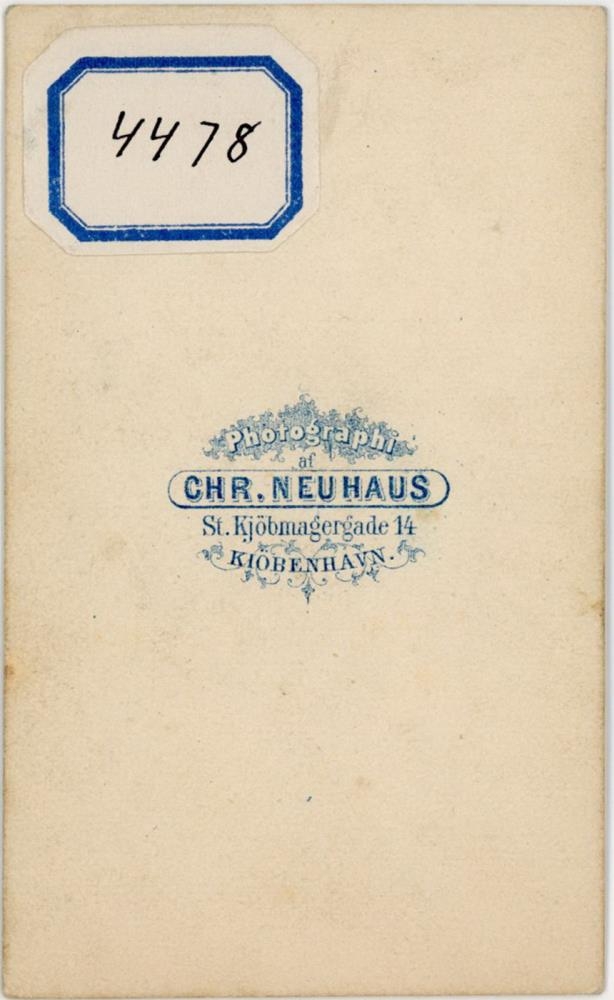 4478
Photographi
af
CHR. NEUHAUS
St. Kjöbmagergade 14
KIÖBENHAVN.